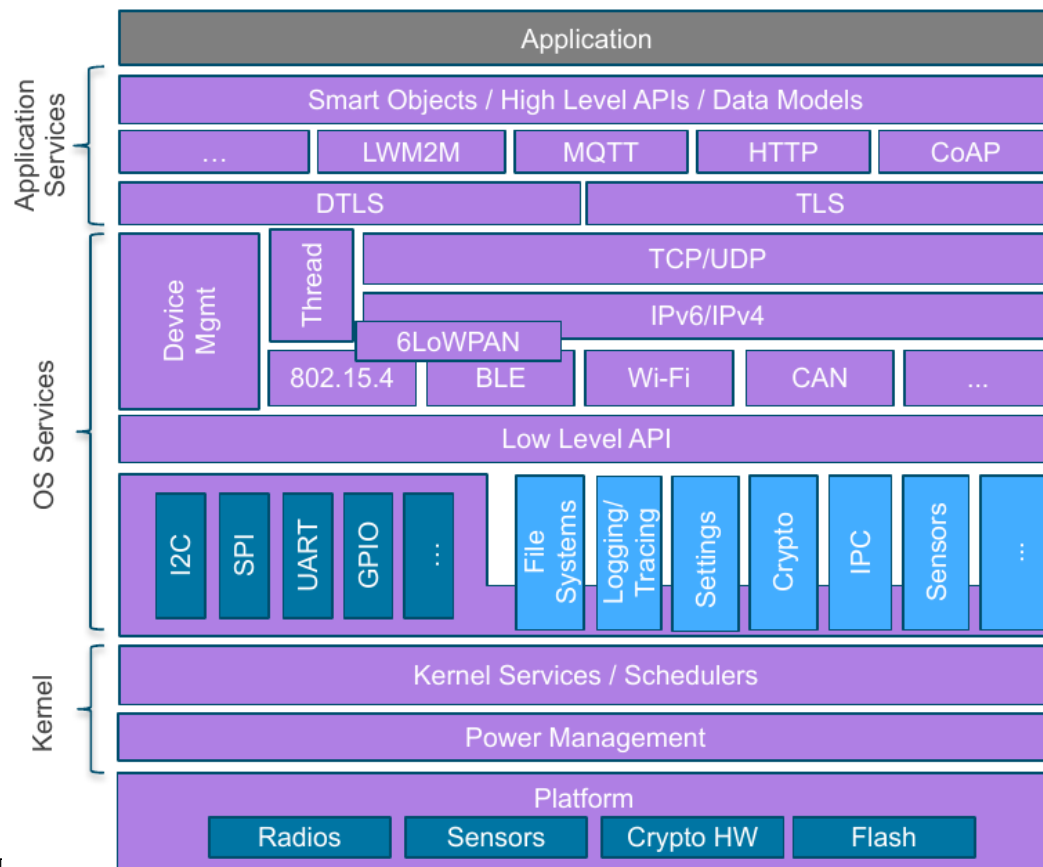 Application
Application
Services
Smart Objects / High Level APIs / Data Models
...
LWM2M
MQTT
HTTP
CoAP
DTLS
TLS
OS Services
Device
Mgmt
Thread
TCP/UDP
IPv6/IPv4
6LoWPAN
802.15.4
BLE
Wi-Fi
CAN
...
Low Level API
I2C
SPI
UART
GPIO
...
File
Systems
Logging/
Tracing
Settings
Crypto
IPC
Sensors
...
Kernel
Kernel Services / Schedulers
Power Management
Platform
Radios
Sensors
Crypto HW
Flash